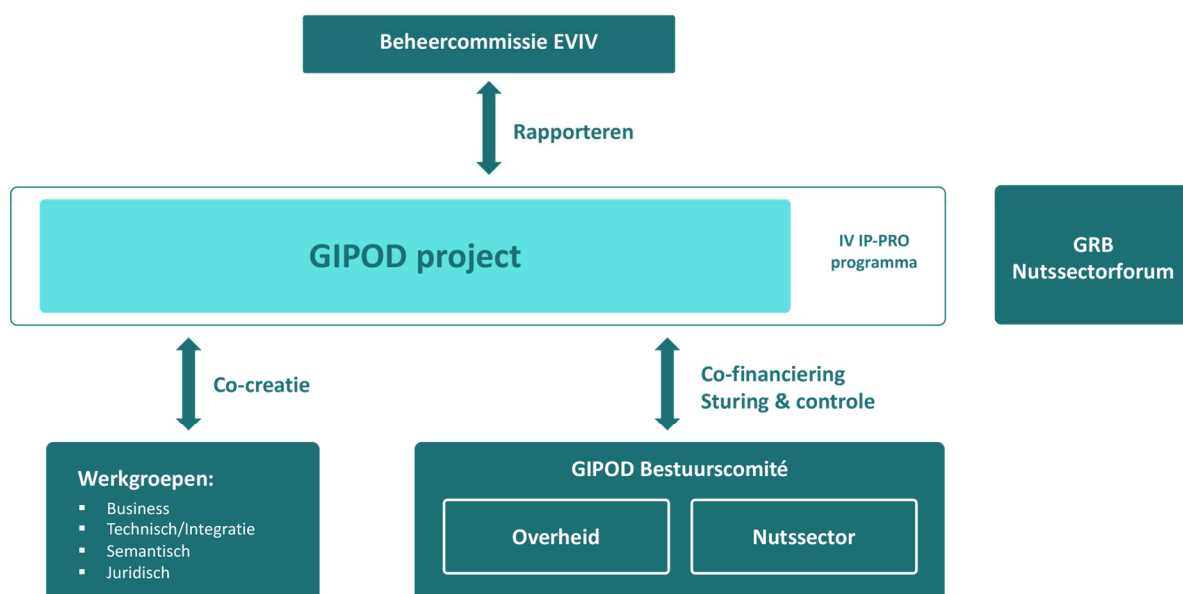 Beheercommissie EVIV
Rapporteren
GIPOD project
IV IP-PRO
programma
GRB
Nutssectorforum
Co-creatie
Co-financiering
Sturing & controle
Werkgroepen:
▪ Business
▪ Technisch/Integratie
▪ Semantisch
▪ Juridisch
GIPOD Bestuurscomité
Overheid
Nutssector